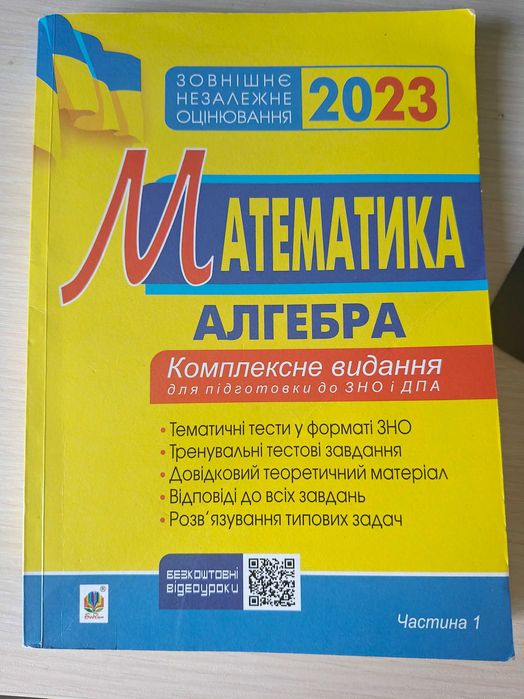 ЗОВНІШНЄ
НЕЗАЛЕЖНЕ
ОЦІНЮВАННЯ
2023
МАТЕМАТИКА
АЛГЕБРА
Комплексне видання
для підготовки до ЗНО і ДПА
• Тематичні тести у форматі ЗНО
• Тренувальні тестові завдання
• Довідковий теоретичний матеріал
• Відповіді до всіх завдань
• Розв'язування типових задач
БЕЗКОШТОВНІ
ВІДЕОУРОКИ
Частина 1